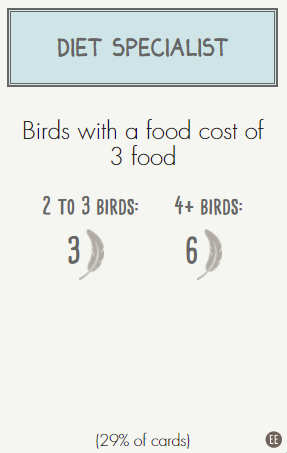 DIET SPECIALIST
Birds with a food cost of
3 food
2 TO 3 BIRDS: 4+ BIRDS:
3 6
(29% of cards) EE